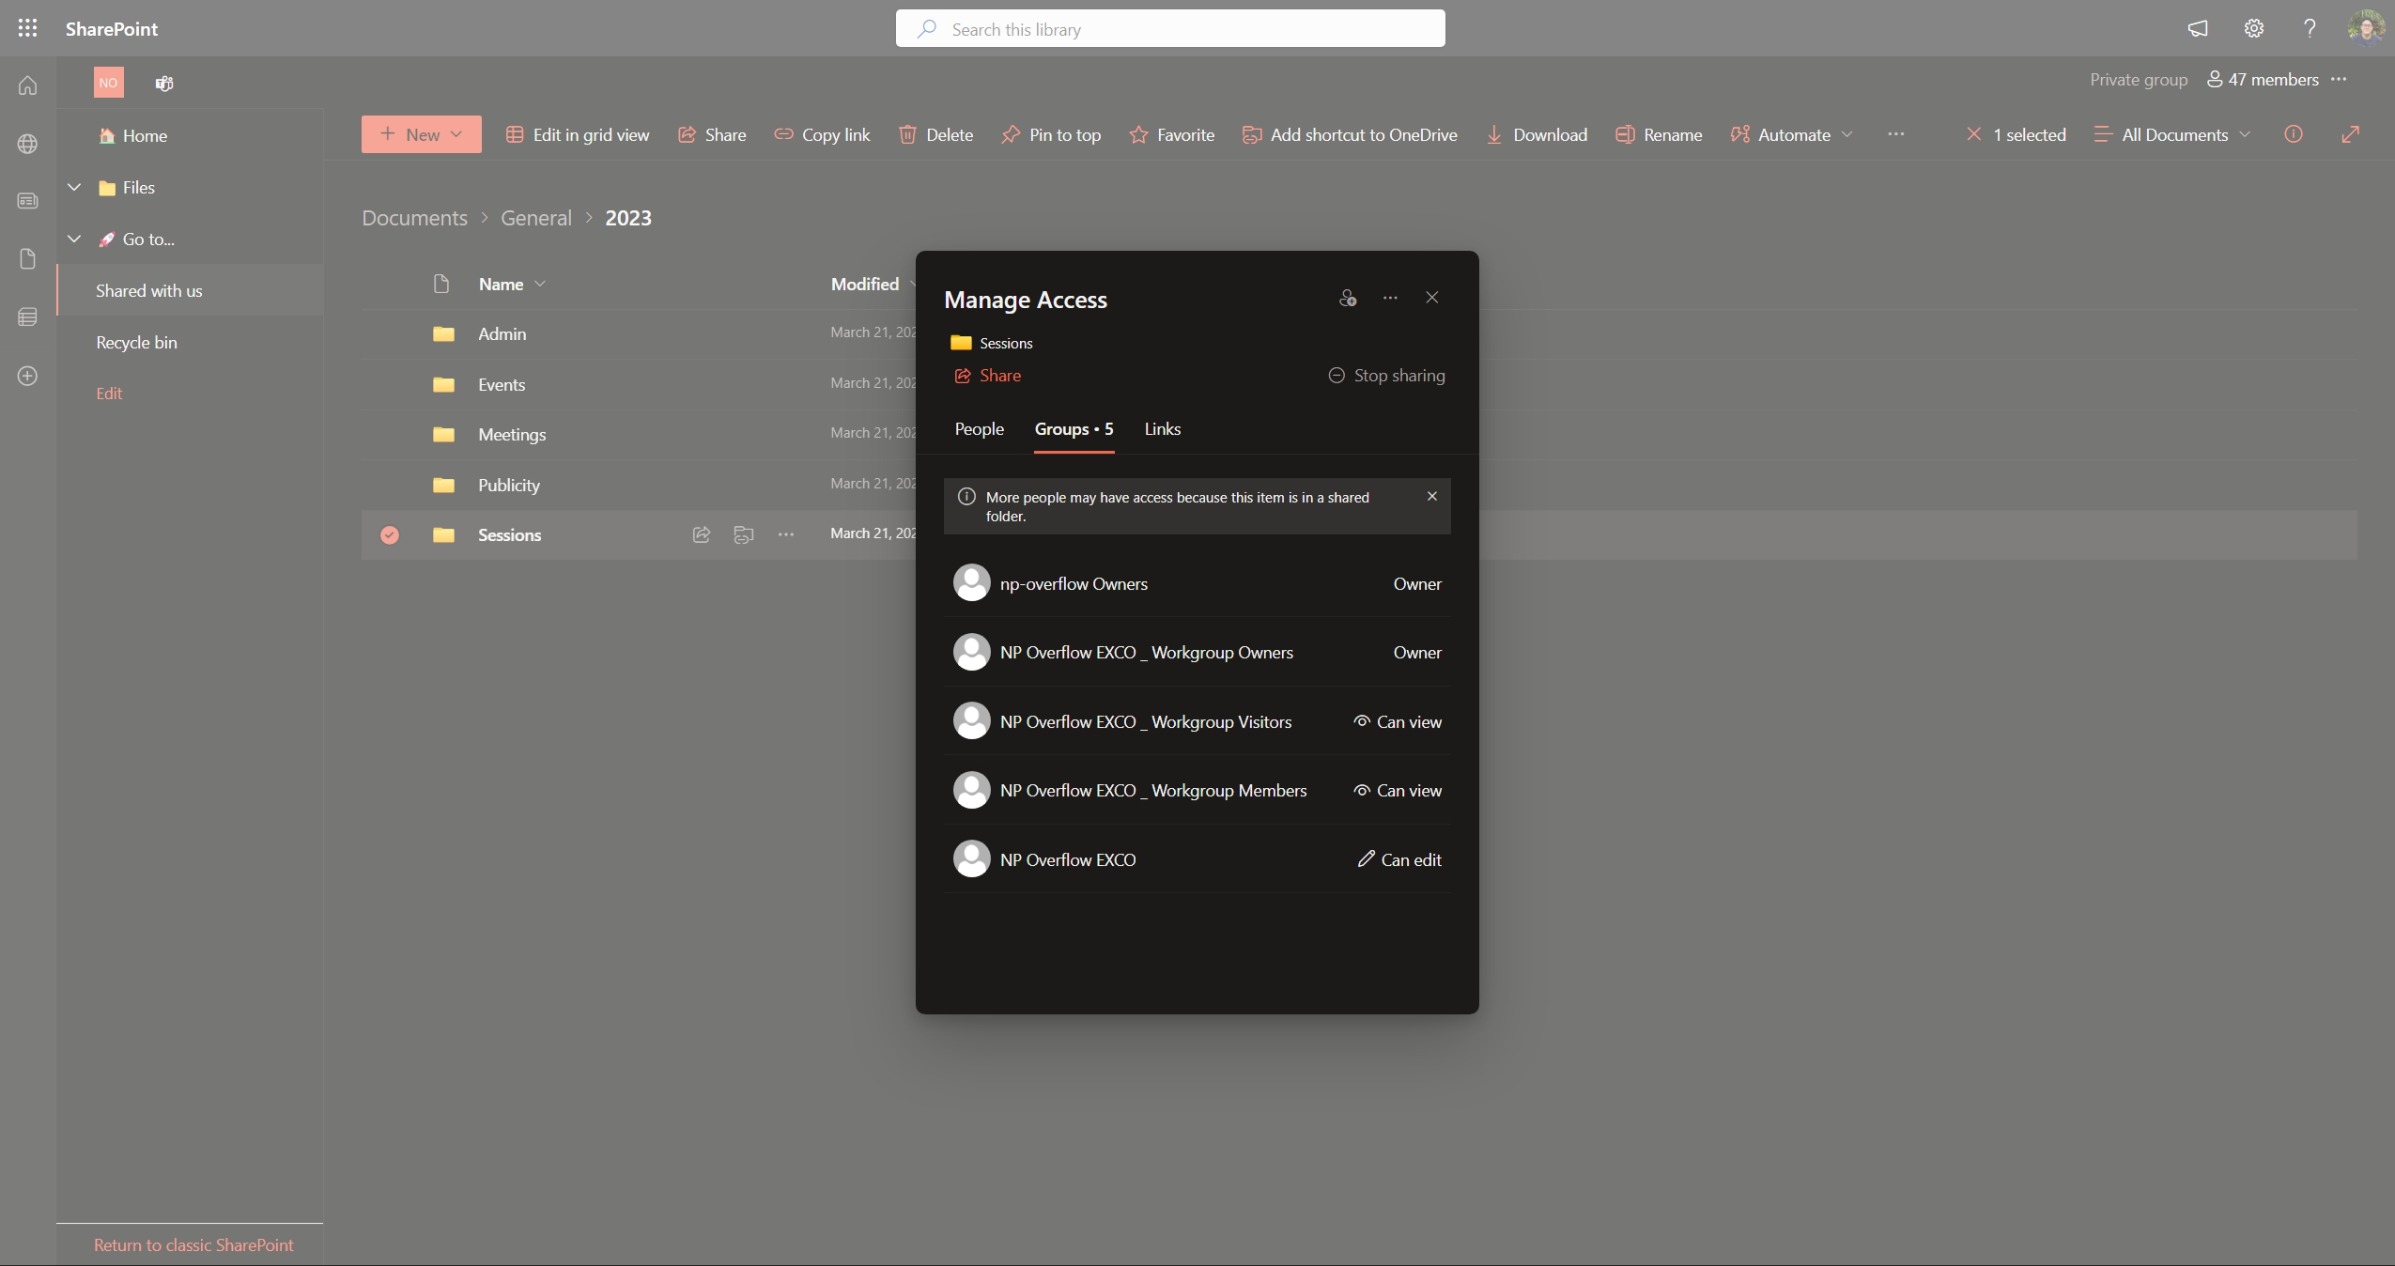 SharePoint
Search this library
NO
Private group
47 members
Home
Files
Go to...
Shared with us
Recycle bin
Edit
New
Edit in grid view
Share
Copy link
Delete
Pin to top
Favorite
Add shortcut to OneDrive
Download
Rename
Automate
1 selected
All Documents
Documents > General > 2023
Name
Modified
Admin
March 21, 202
Events
March 21, 202
Meetings
March 21, 202
Publicity
March 21, 202
Sessions
March 21, 202
Manage Access
Sessions
Share
Stop sharing
People
Groups • 5
Links
More people may have access because this item is in a shared
folder.
np-overflow Owners
Owner
NP Overflow EXCO _ Workgroup Owners
Owner
NP Overflow EXCO _ Workgroup Visitors
Can view
NP Overflow EXCO _ Workgroup Members
Can view
NP Overflow EXCO
Can edit
Return to classic SharePoint